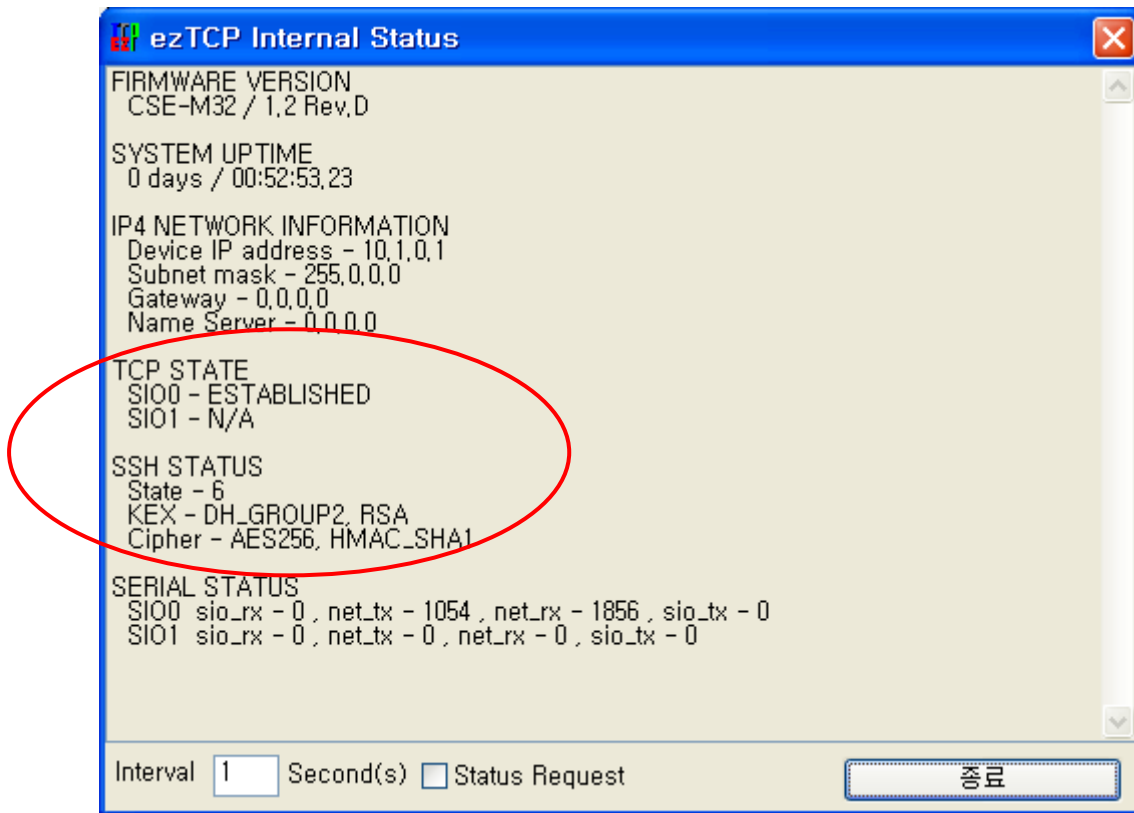 ezTCP Internal Status
FIRMWARE VERSION
CSE-M32 / 1.2 Rev.D
SYSTEM UPTIME
0 days / 00:52:53.23
IP4 NETWORK INFORMATION
Device IP address - 10.1.0.1
Subnet mask - 255.0.0.0
Gateway - 0.0.0.0
Name Server - 0.0.0.0
TCP STATE
SIO0 - ESTABLISHED
SIO1 - N/A
SSH STATUS
State - 6
KEX - DH_GROUP2, RSA
Cipher - AES256, HMAC_SHA1
SERIAL STATUS
SIO0 sio_rx - 0 , net_tx - 1054 , net_rx - 1856 , sio_tx - 0
SIO1 sio_rx - 0 , net_tx - 0 , net_rx - 0 , sio_tx - 0
Interval 1 Second(s) Status Request 종료